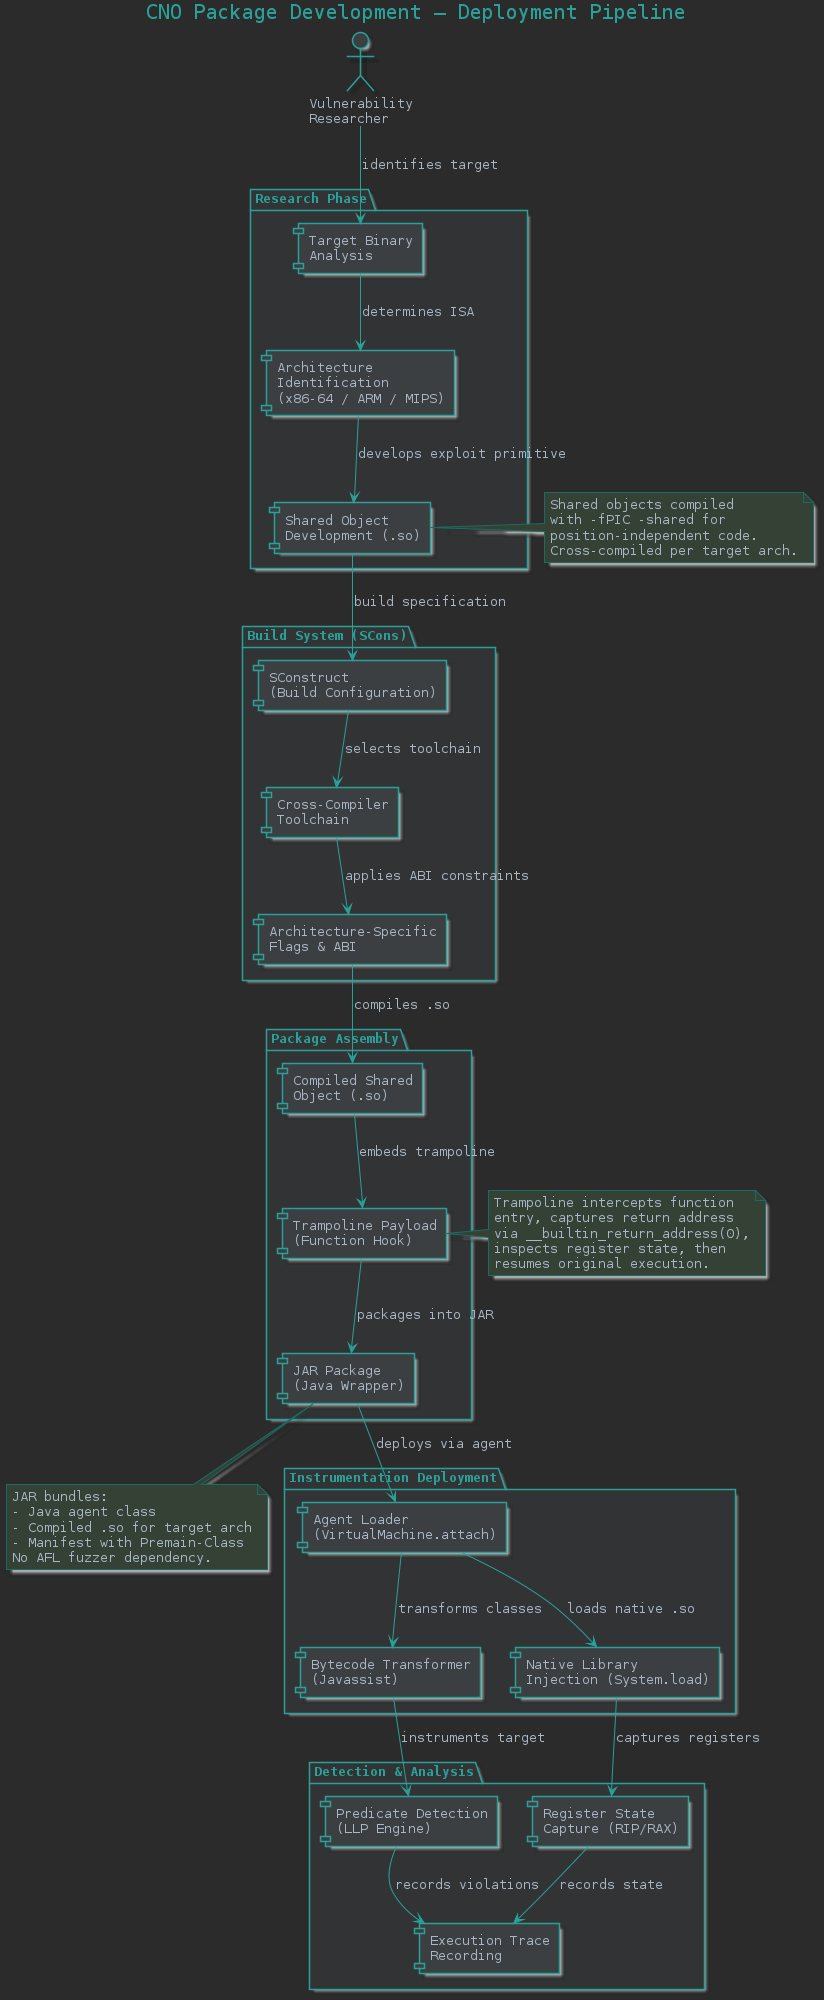 CNO Package Development — Deployment Pipeline
Vulnerability
Researcher
identifies target
Research Phase
Target Binary
Analysis
determines ISA
Architecture
Identification
(x86-64 / ARM / MIPS)
develops exploit primitive
Shared Object
Development (.so)
Shared objects compiled
with -fPIC -shared for
position-independent code.
Cross-compiled per target arch.
build specification
Build System (SCons)
SConstruct
(Build Configuration)
selects toolchain
Cross-Compiler
Toolchain
applies ABI constraints
Architecture-Specific
Flags & ABI
compiles .so
Package Assembly
Compiled Shared
Object (.so)
embeds trampoline
Trampoline Payload
(Function Hook)
Trampoline intercepts function
entry, captures return address
via __builtin_return_address(0),
inspects register state, then
resumes original execution.
packages into JAR
JAR Package
(Java Wrapper)
deploys via agent
JAR bundles:
- Java agent class
- Compiled .so for target arch
- Manifest with Premain-Class
No AFL fuzzer dependency.
Instrumentation Deployment
Agent Loader
(VirtualMachine.attach)
transforms classes
loads native .so
Bytecode Transformer
(Javassist)
Native Library
Injection (System.load)
instruments target
captures registers
Detection & Analysis
Predicate Detection
(LLP Engine)
Register State
Capture (RIP/RAX)
records violations
records state
Execution Trace
Recording